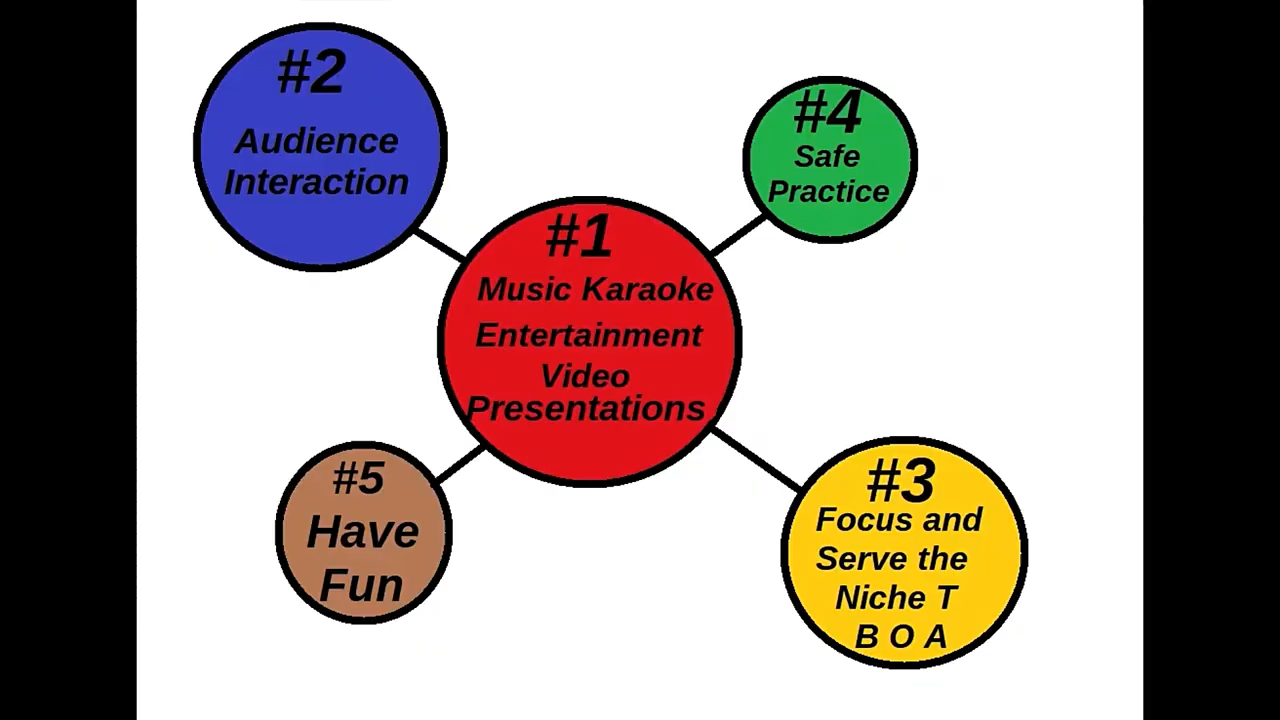 #1
Music Karaoke
Entertainment
Video
Presentations
#2
Audience
Interaction
#3
Focus and
Serve the
Niche T
B O A
#4
Safe
Practice
#5
Have
Fun